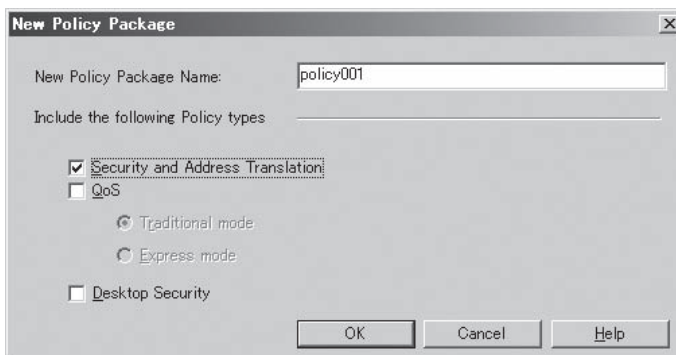 New Policy Package
New Policy Package Name: policy001
Include the following Policy types
Security and Address Translation
QoS
Traditional mode
Express mode
Desktop Security
OK Cancel Help